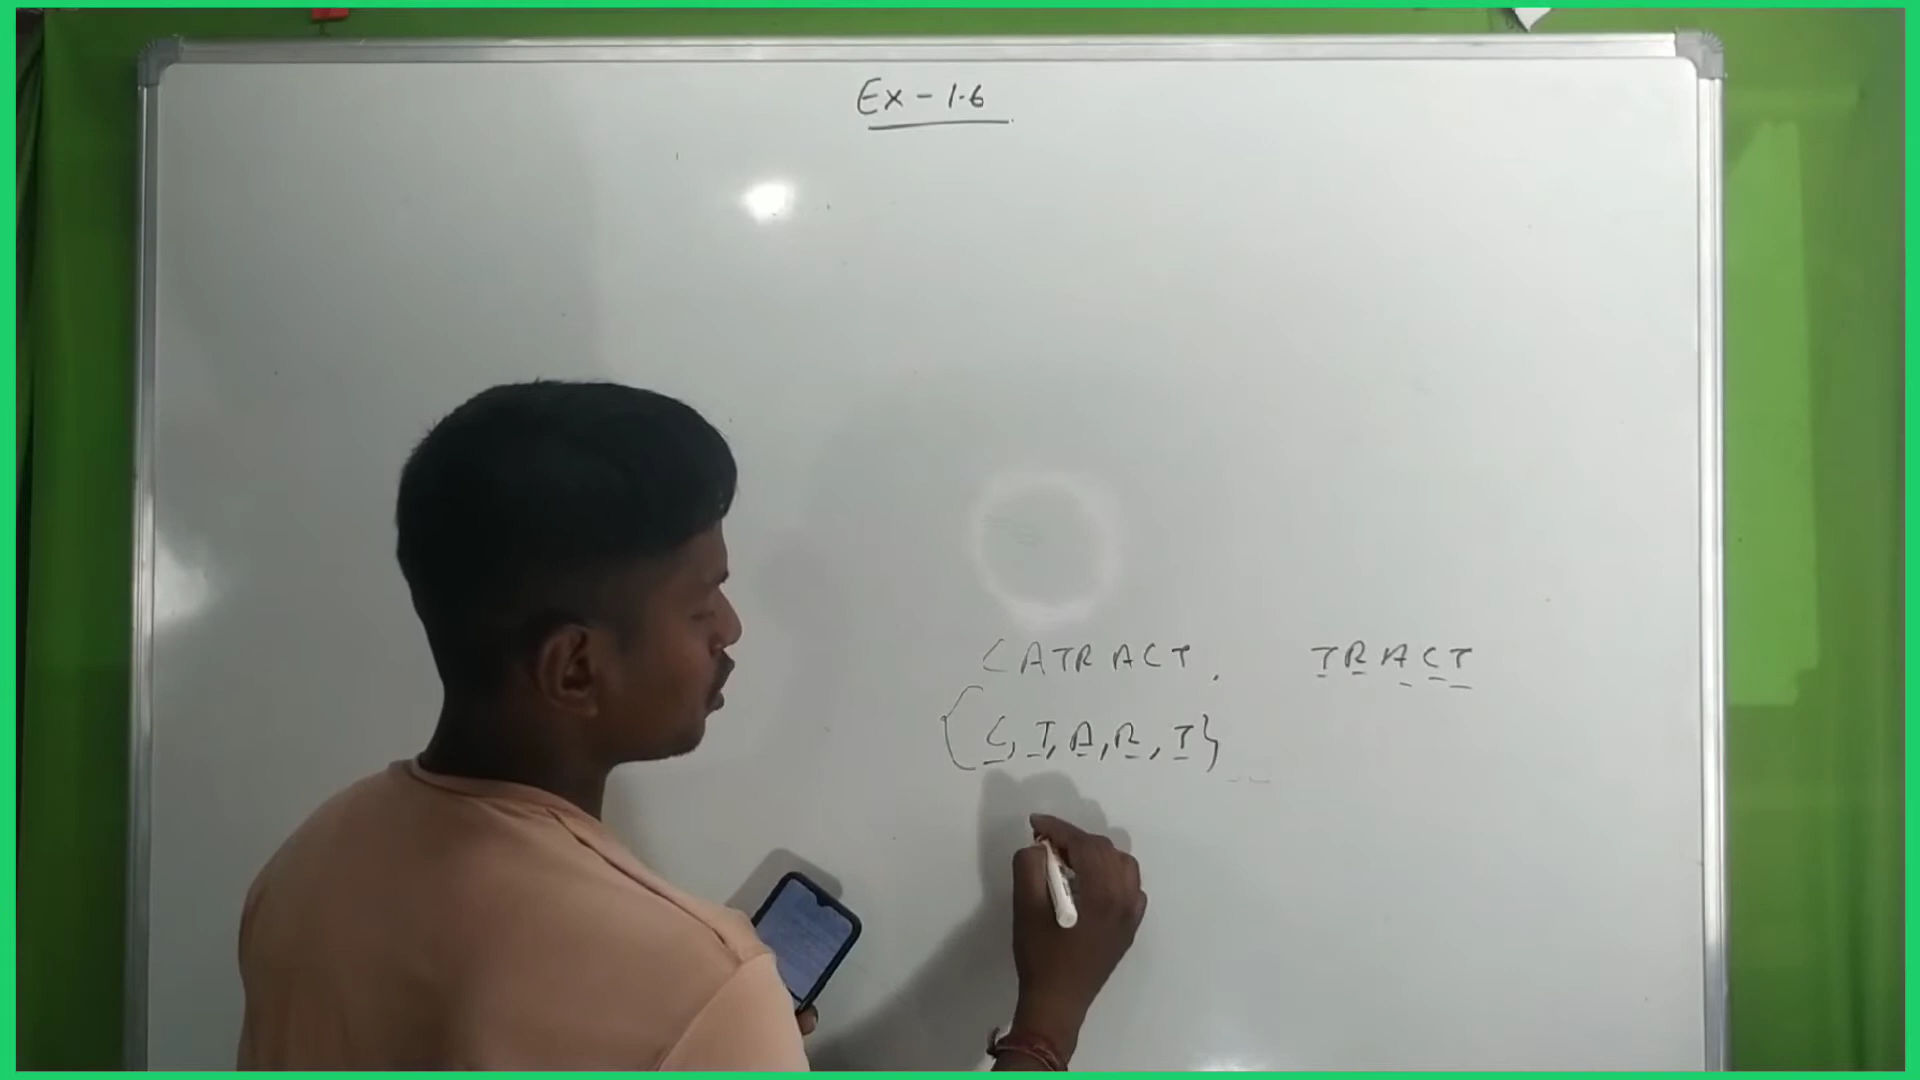 Ex - 1.6
CATRACT, TRACT
{C, T, A, R, T}